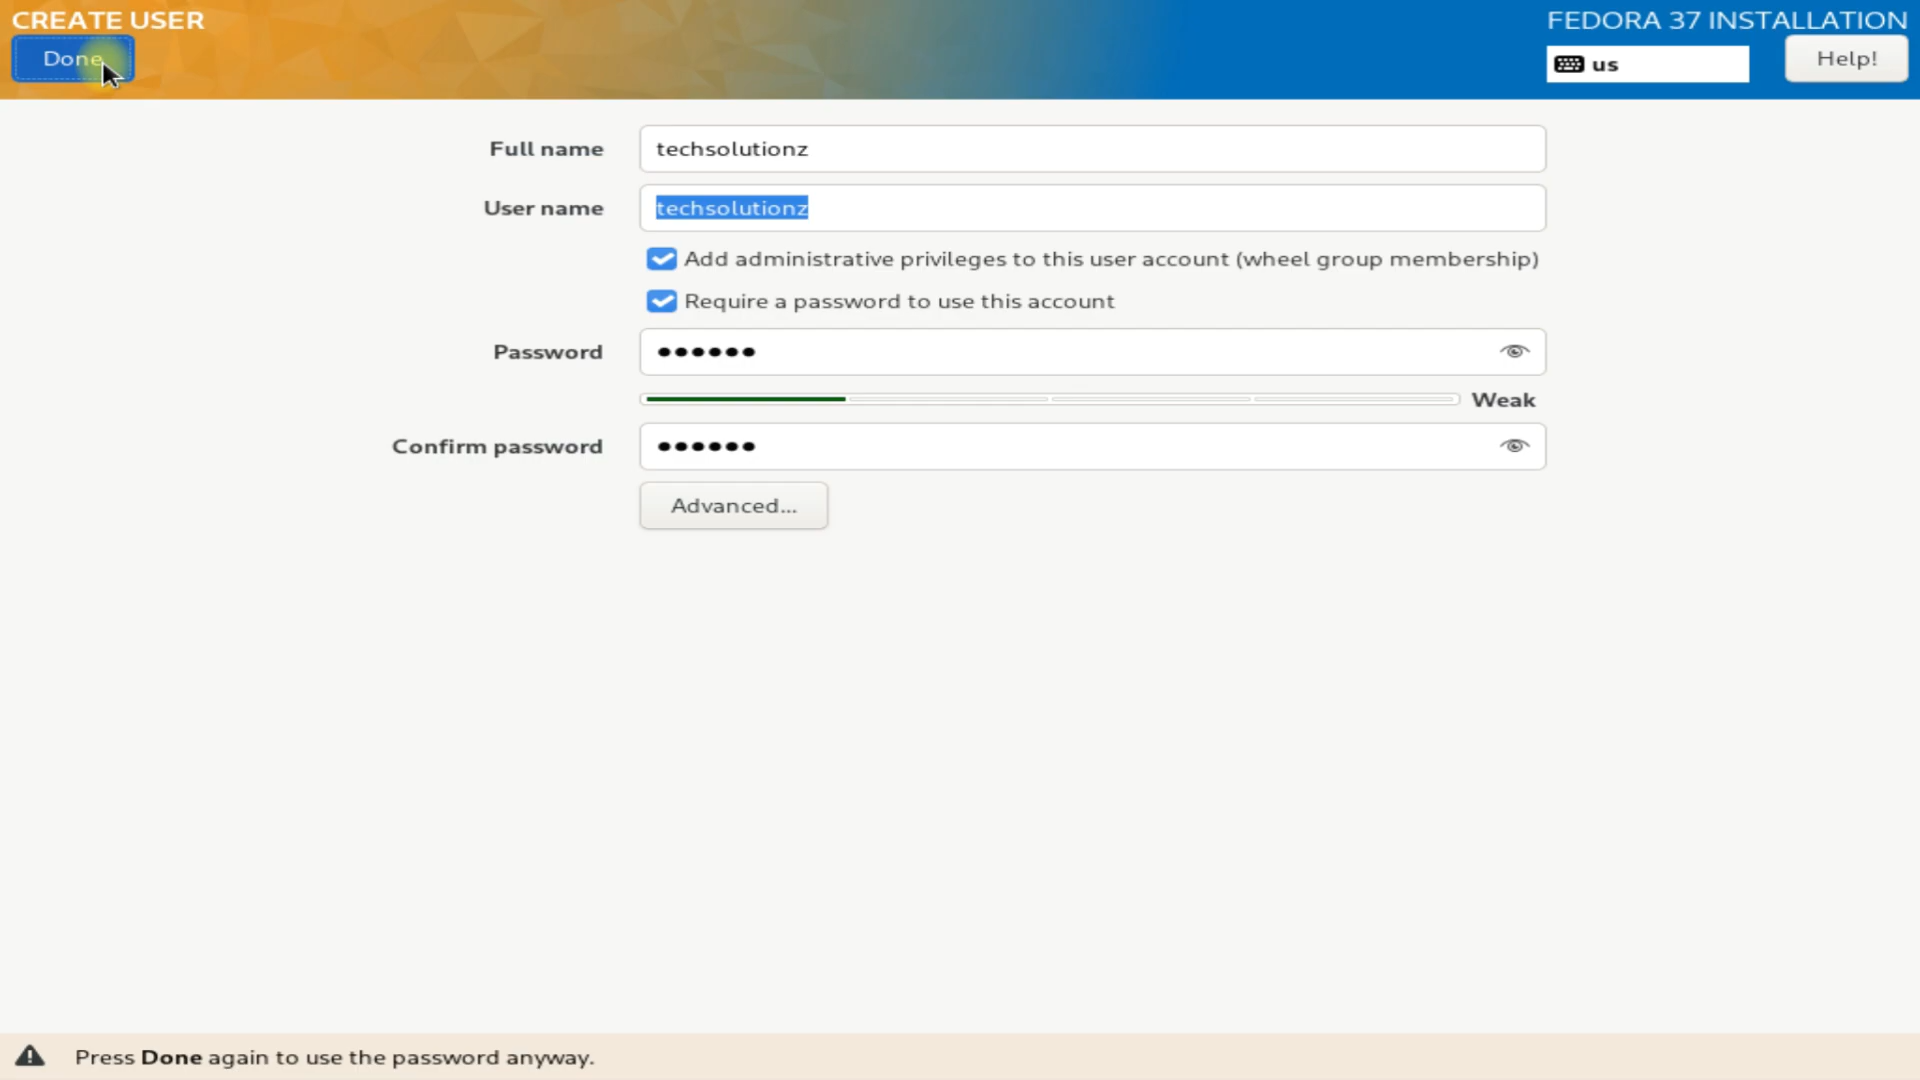 CREATE USER
FEDORA 37 INSTALLATION
Done
us
Help!
Full name
techsolutionz
User name
techsolutionz
Add administrative privileges to this user account (wheel group membership)
Require a password to use this account
Password
●●●●●●
Weak
Confirm password
●●●●●●
Advanced...
Press Done again to use the password anyway.